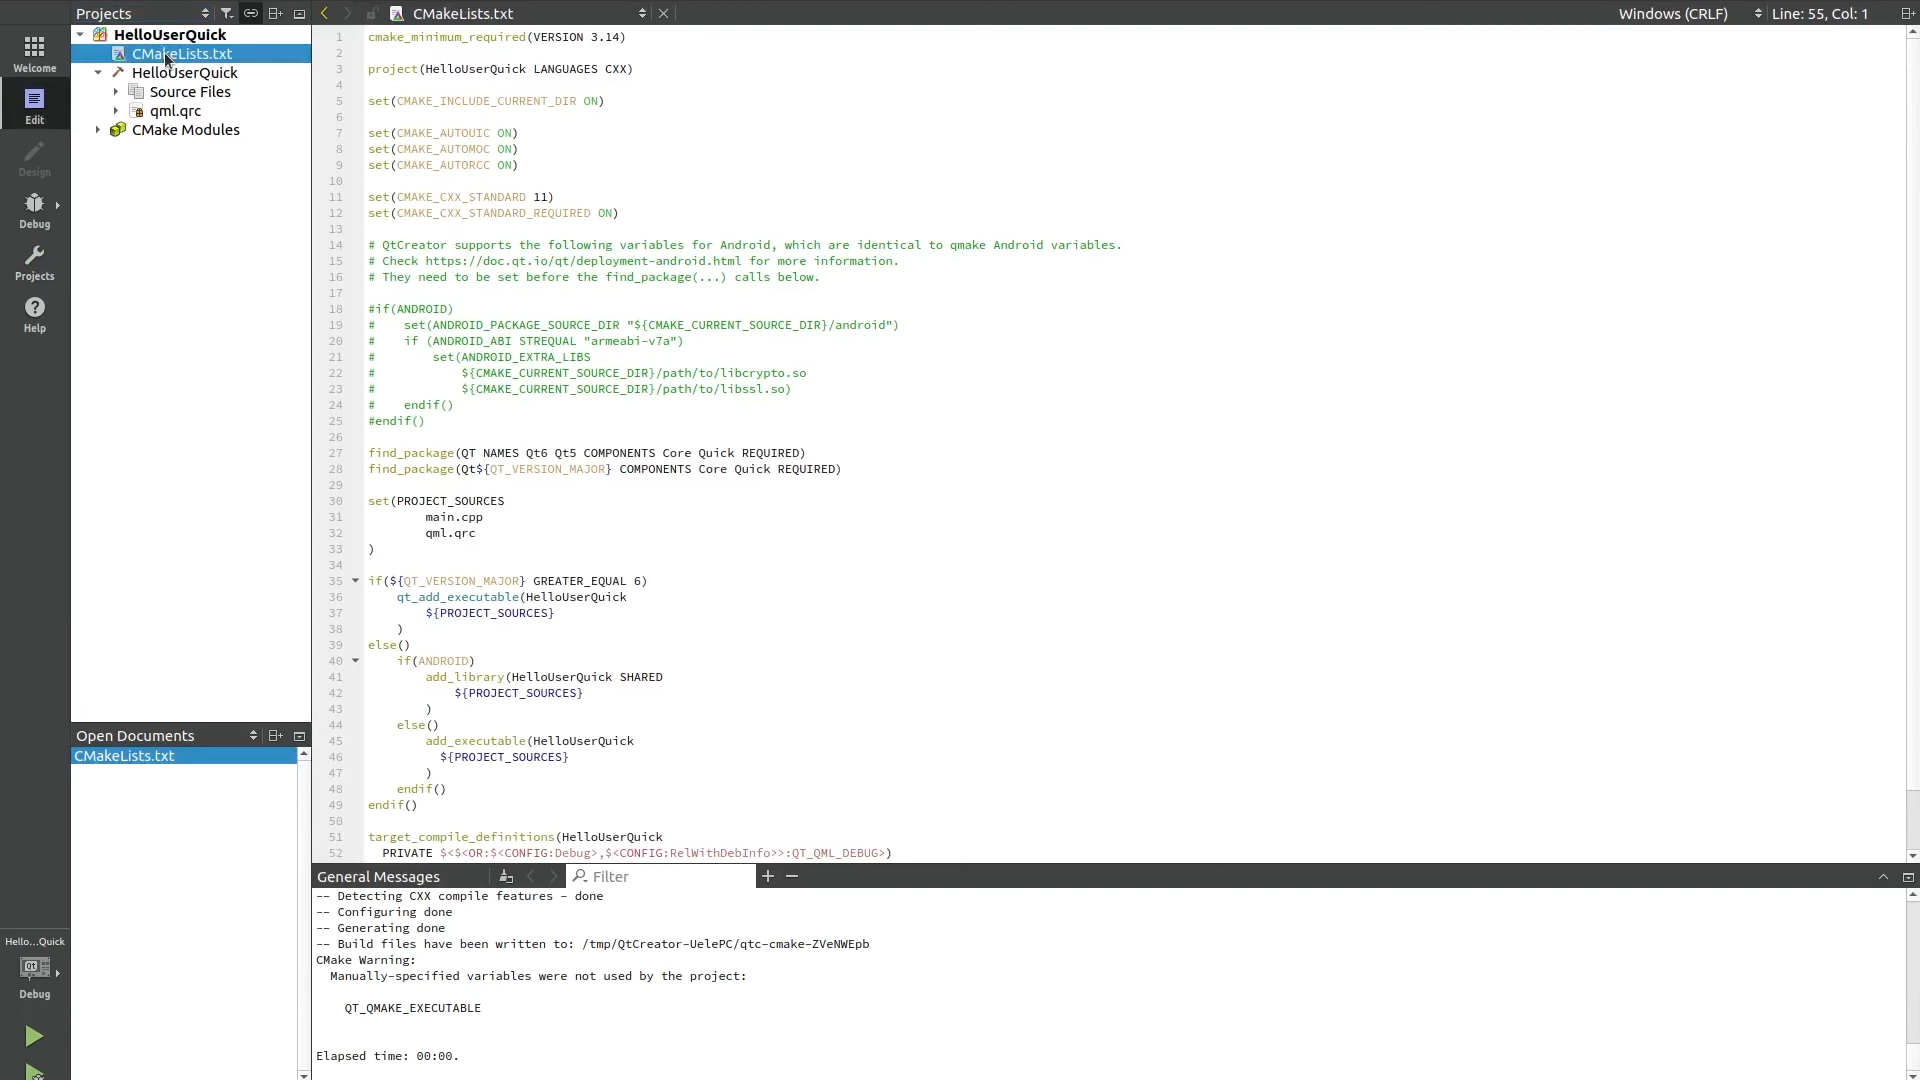 Projects
CMakeLists.txt
Windows (CRLF)
Line: 55, Col: 1
Welcome
Edit
Design
Debug
Projects
Help
HelloUserQuick
CMakeLists.txt
HelloUserQuick
Source Files
qml.qrc
CMake Modules
1 cmake_minimum_required(VERSION 3.14)
2
3 project(HelloUserQuick LANGUAGES CXX)
4
5 set(CMAKE_INCLUDE_CURRENT_DIR ON)
6
7 set(CMAKE_AUTOUIC ON)
8 set(CMAKE_AUTOMOC ON)
9 set(CMAKE_AUTORCC ON)
10
11 set(CMAKE_CXX_STANDARD 11)
12 set(CMAKE_CXX_STANDARD_REQUIRED ON)
13
14 # QtCreator supports the following variables for Android, which are identical to qmake Android variables.
15 # Check https://doc.qt.io/qt/deployment-android.html for more information.
16 # They need to be set before the find_package(...) calls below.
17
18 #if(ANDROID)
19 #    set(ANDROID_PACKAGE_SOURCE_DIR "${CMAKE_CURRENT_SOURCE_DIR}/android")
20 #    if (ANDROID_ABI STREQUAL "armeabi-v7a")
21 #        set(ANDROID_EXTRA_LIBS
22 #            ${CMAKE_CURRENT_SOURCE_DIR}/path/to/libcrypto.so
23 #            ${CMAKE_CURRENT_SOURCE_DIR}/path/to/libssl.so)
24 #    endif()
25 #endif()
26
27 find_package(QT NAMES Qt6 Qt5 COMPONENTS Core Quick REQUIRED)
28 find_package(Qt${QT_VERSION_MAJOR} COMPONENTS Core Quick REQUIRED)
29
30 set(PROJECT_SOURCES
31         main.cpp
32         qml.qrc
33 )
34
35 if(${QT_VERSION_MAJOR} GREATER_EQUAL 6)
36     qt_add_executable(HelloUserQuick
37         ${PROJECT_SOURCES}
38     )
39 else()
40     if(ANDROID)
41         add_library(HelloUserQuick SHARED
42             ${PROJECT_SOURCES}
43         )
44     else()
45         add_executable(HelloUserQuick
46           ${PROJECT_SOURCES}
47         )
48     endif()
49 endif()
50
51 target_compile_definitions(HelloUserQuick
52   PRIVATE $<$<OR:$<CONFIG:Debug>,$<CONFIG:RelWithDebInfo>>:QT_QML_DEBUG>)
Open Documents
CMakeLists.txt
General Messages
Filter
-- Detecting CXX compile features - done
-- Configuring done
-- Generating done
-- Build files have been written to: /tmp/QtCreator-UelePC/qtc-cmake-ZVeNWEpb
CMake Warning:
  Manually-specified variables were not used by the project:
    QT_QMAKE_EXECUTABLE
Elapsed time: 00:00.
Hello...Quick
Qt
Debug